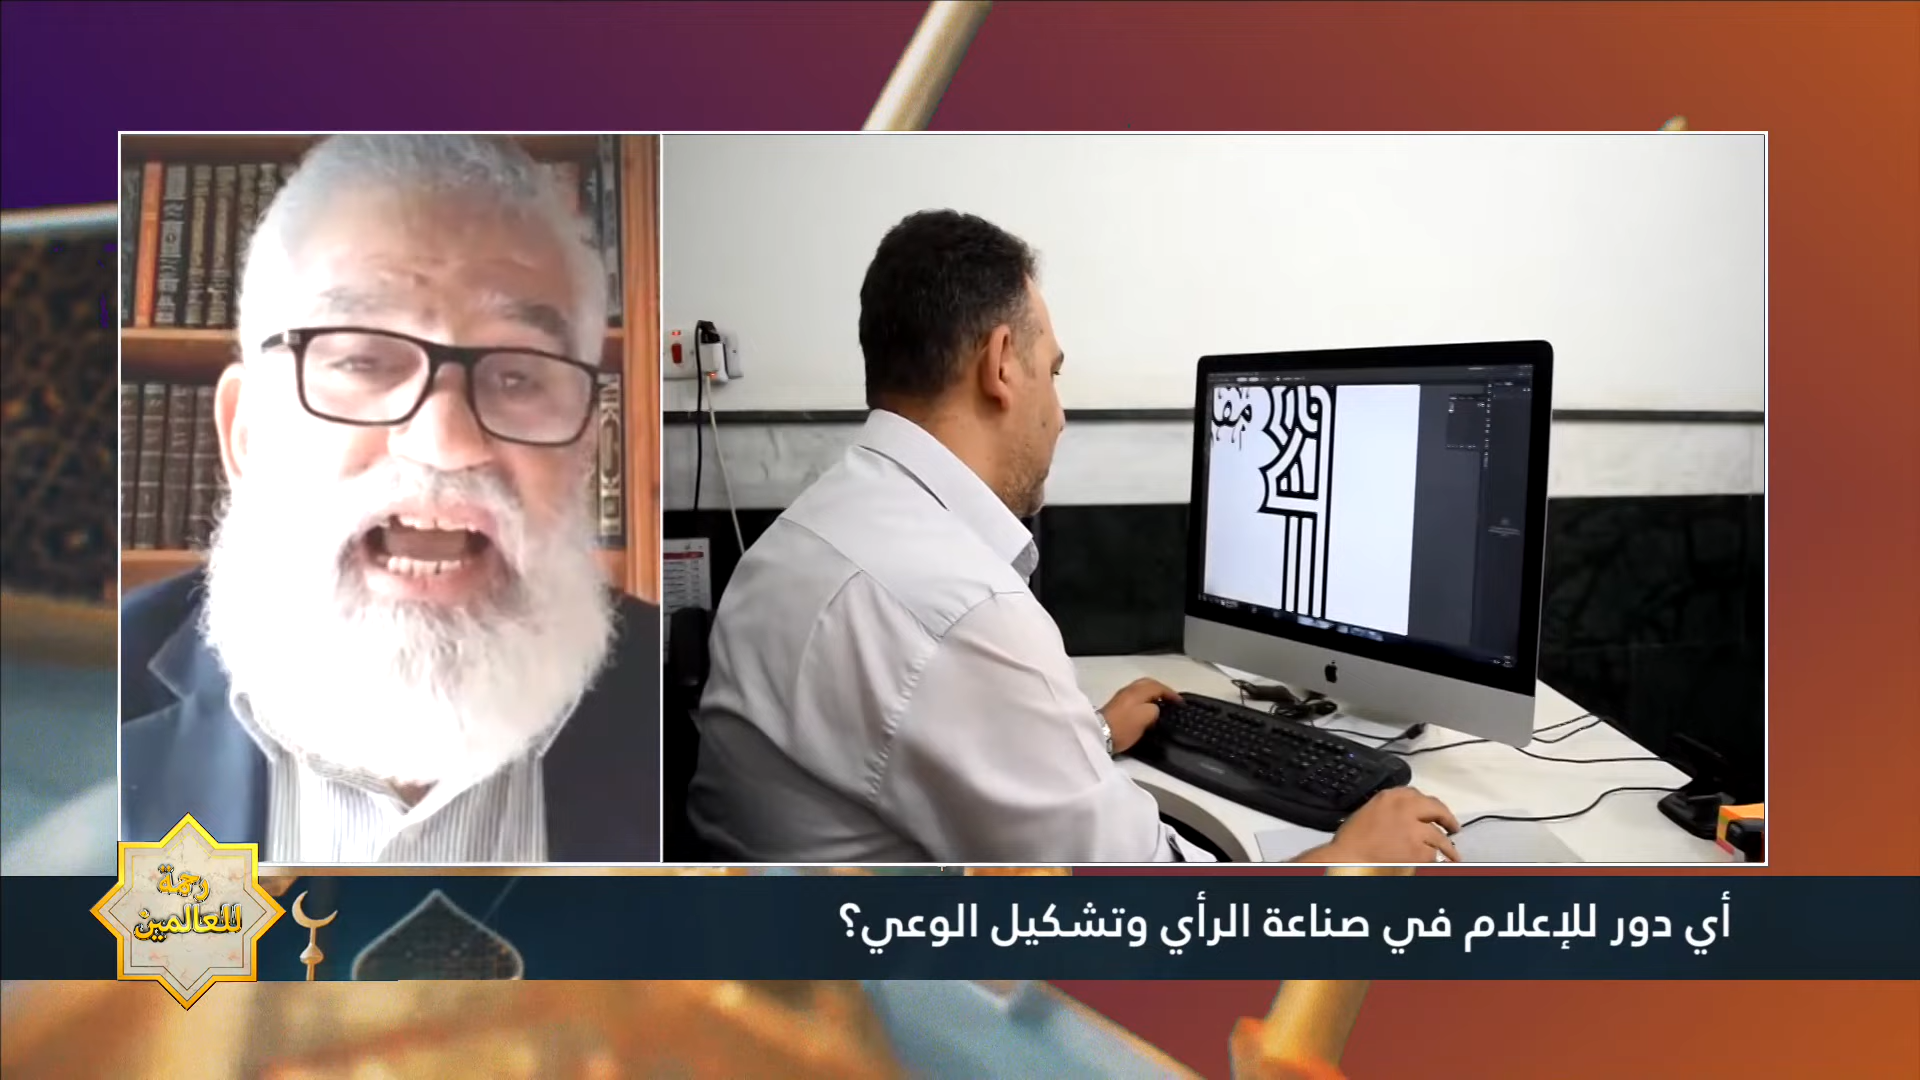 أي دور للإعلام في صناعة الرأي وتشكيل الوعي؟
رحمة
للعالمين